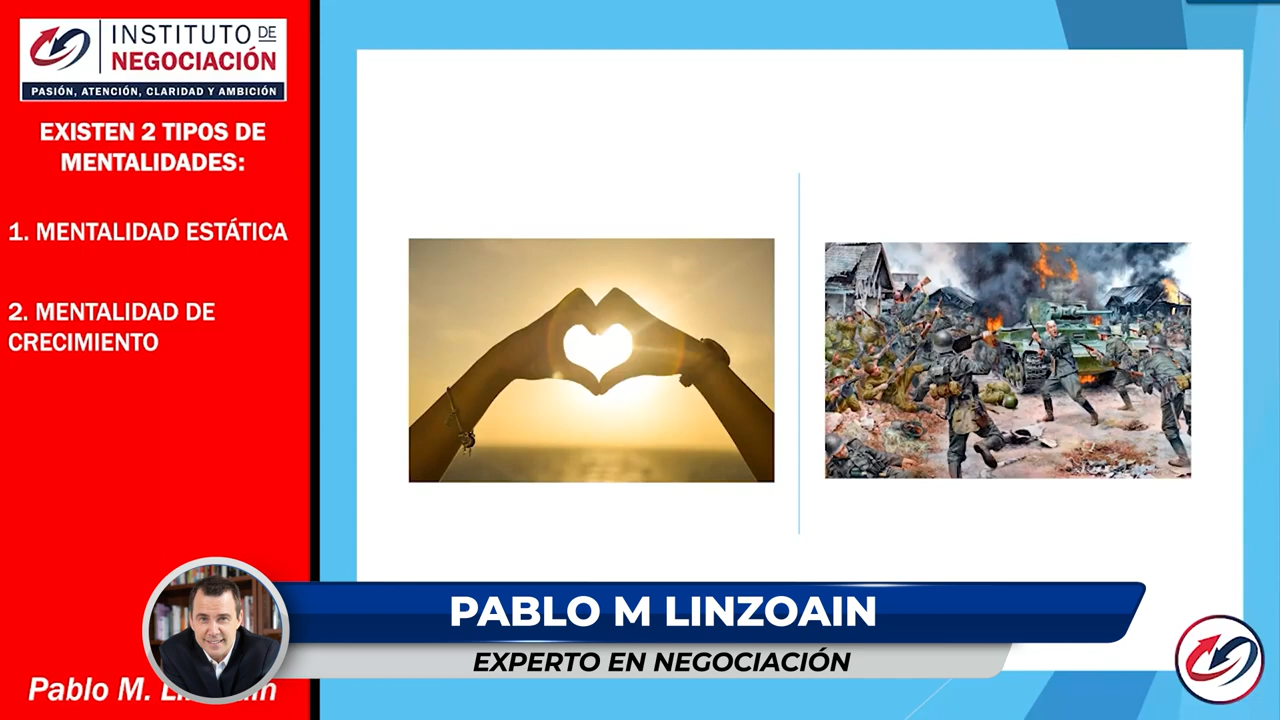 INSTITUTO DE
NEGOCIACIÓN
PASIÓN, ATENCIÓN, CLARIDAD Y AMBICIÓN
EXISTEN 2 TIPOS DE
MENTALIDADES:
1. MENTALIDAD ESTÁTICA
2. MENTALIDAD DE
CRECIMIENTO
PABLO M LINZOAIN
EXPERTO EN NEGOCIACIÓN
Pablo M.